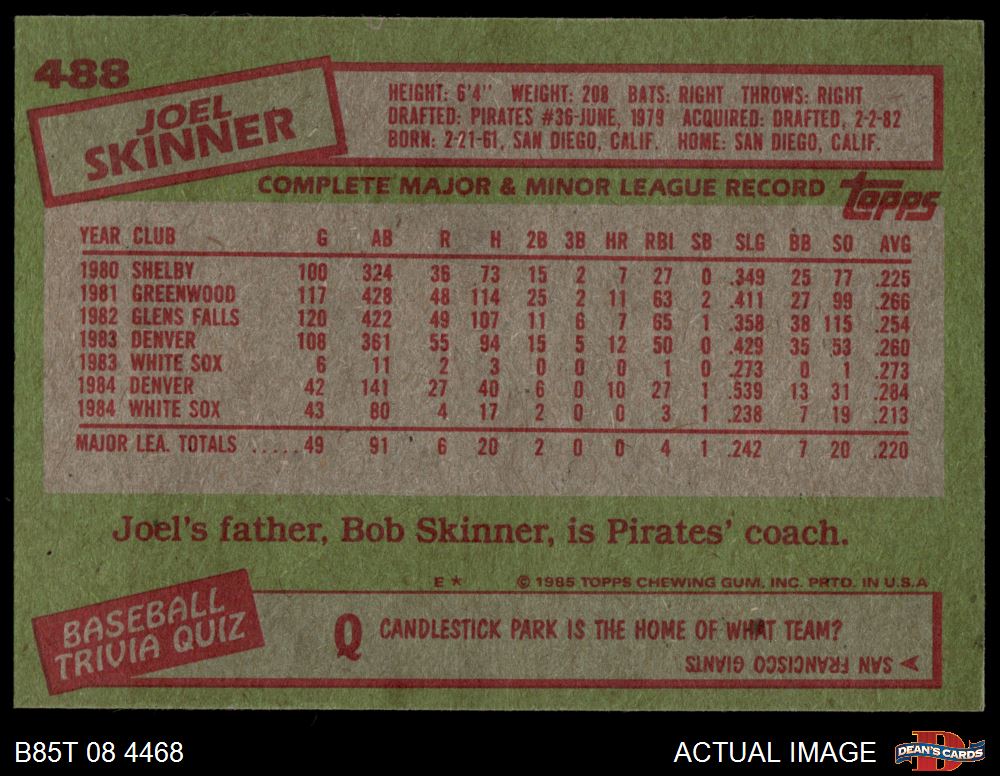 488
JOEL
SKINNER
HEIGHT: 6'4" WEIGHT: 208 BATS: RIGHT THROWS: RIGHT
DRAFTED: PIRATES #36-JUNE, 1979 ACQUIRED: DRAFTED, 2-2-82
BORN: 2-21-61, SAN DIEGO, CALIF. HOME: SAN DIEGO, CALIF.
COMPLETE MAJOR & MINOR LEAGUE RECORD topps
YEAR CLUB G AB R H 2B 3B HR RBI SB SLG BB SO AVG
1980 SHELBY 100 324 36 73 15 2 7 27 0 .349 25 77 .225
1981 GREENWOOD 117 428 48 114 25 2 11 63 2 .411 27 99 .266
1982 GLENS FALLS 120 422 49 107 11 6 7 65 1 .358 38 115 .254
1983 DENVER 108 361 55 94 15 5 12 50 0 .429 35 53 .260
1983 WHITE SOX 6 11 2 3 0 0 0 1 0 .273 0 1 .273
1984 DENVER 42 141 27 40 6 0 10 27 1 .539 13 31 .284
1984 WHITE SOX 43 80 4 17 2 0 0 3 1 .238 7 19 .213
MAJOR LEA. TOTALS .....49 91 6 20 2 0 0 4 1 .242 7 20 .220
Joel's father, Bob Skinner, is Pirates' coach.
E * © 1985 TOPPS CHEWING GUM, INC. PRTD. IN U.S.A
BASEBALL
TRIVIA QUIZ
Q CANDLESTICK PARK IS THE HOME OF WHAT TEAM?
SAN FRANCISCO GIANTS
B85T 08 4468 ACTUAL IMAGE DEAN'S CARDS